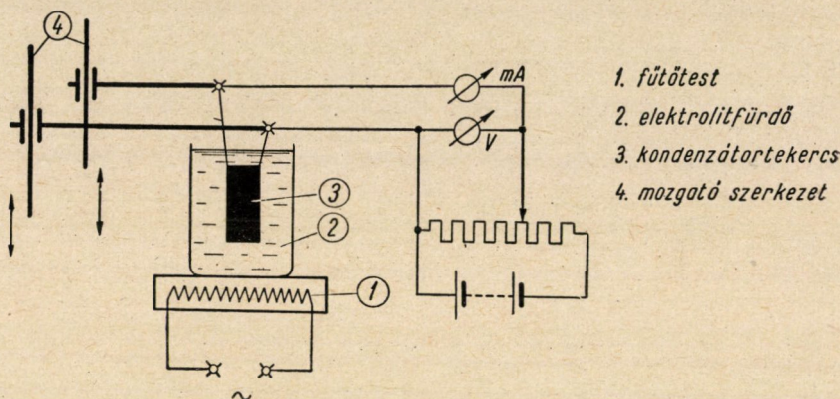 4
mA
V
3
2
1
~
1. fűtőtest
2. elektrolitfürdő
3. kondenzátortekercs
4. mozgató szerkezet